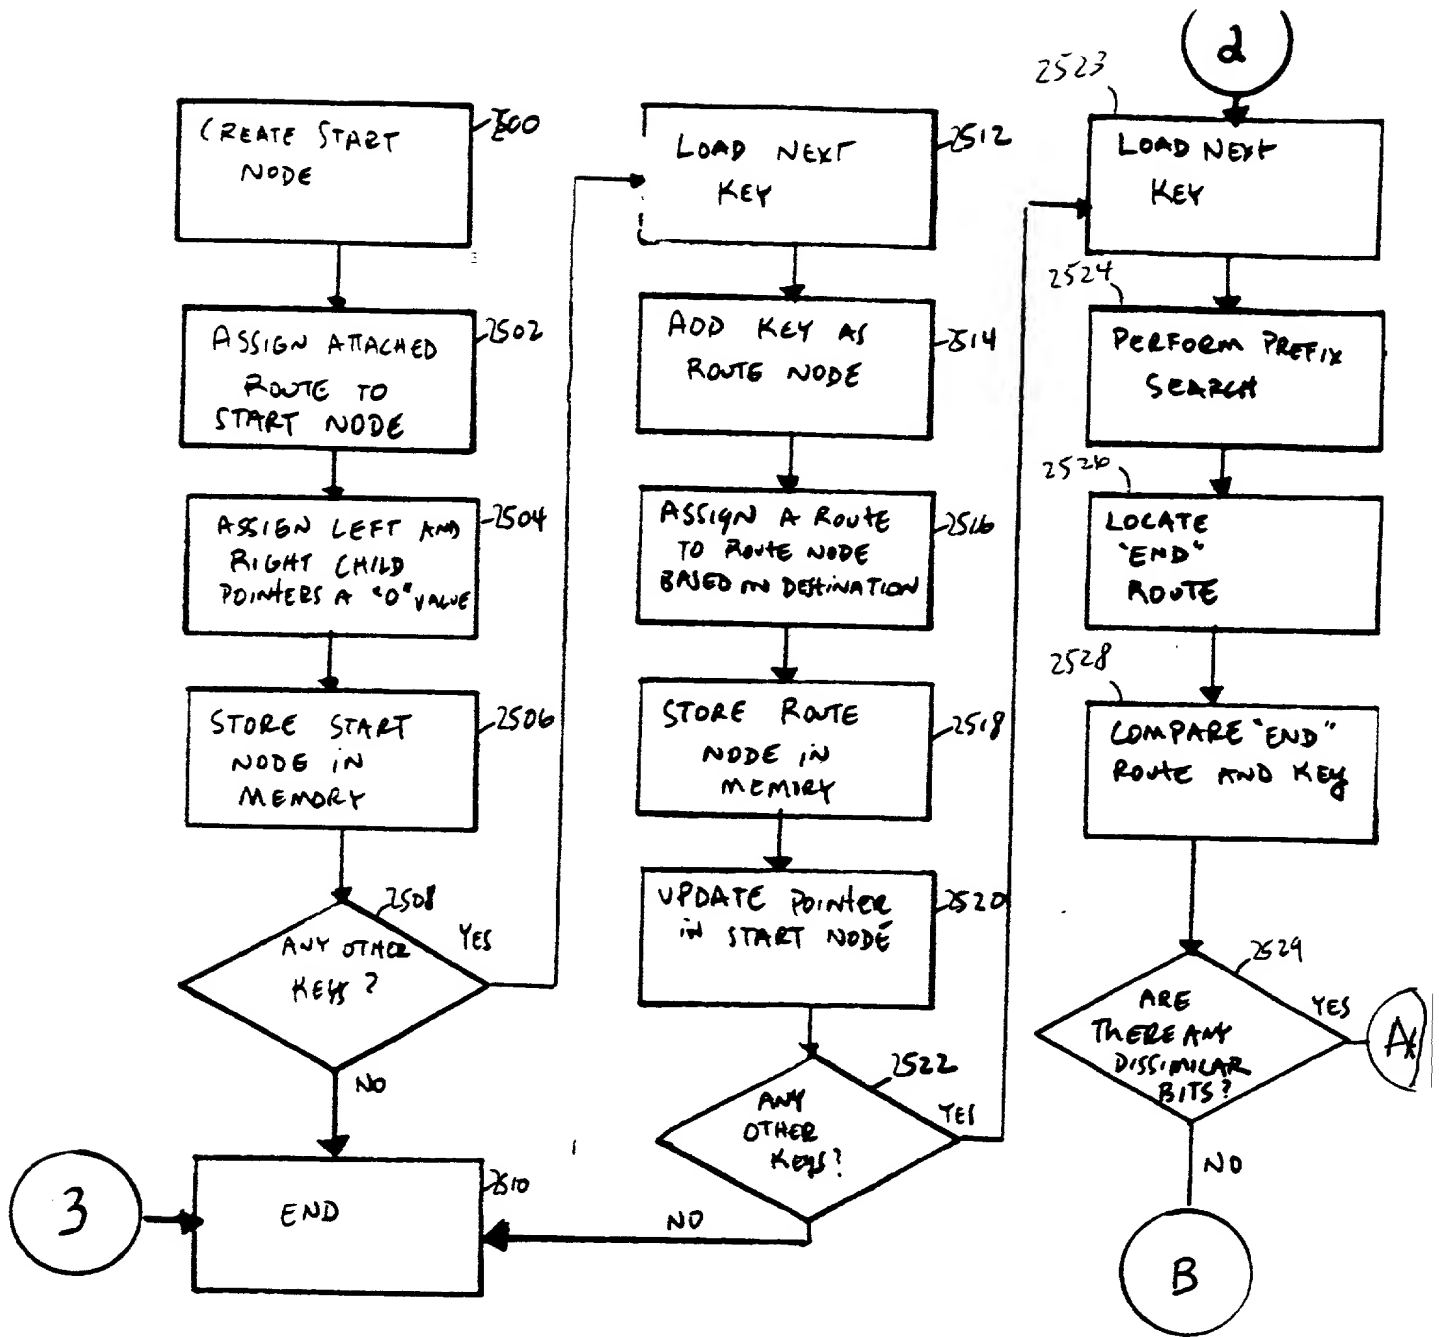 CREATE START
NODE
2500
ASSIGN ATTACHED
ROUTE TO
START NODE
2502
ASSIGN LEFT AND
RIGHT CHILD
POINTERS A "0" VALUE
2504
STORE START
NODE IN
MEMORY
2506
2508
ANY OTHER
KEYS?
YES
NO
3
END
2510
LOAD NEXT
KEY
2512
ADD KEY AS
ROUTE NODE
2514
ASSIGN A ROUTE
TO ROUTE NODE
BASED ON DESTINATION
2516
STORE ROUTE
NODE IN
MEMORY
2518
UPDATE POINTER
IN START NODE
2520
2522
ANY
OTHER
KEYS?
YES
NO
2
2523
LOAD NEXT
KEY
2524
PERFORM PREFIX
SEARCH
2526
LOCATE
"END"
ROUTE
2528
COMPARE "END"
ROUTE AND KEY
2529
ARE
THERE ANY
DISSIMILAR
BITS?
YES
A
NO
B